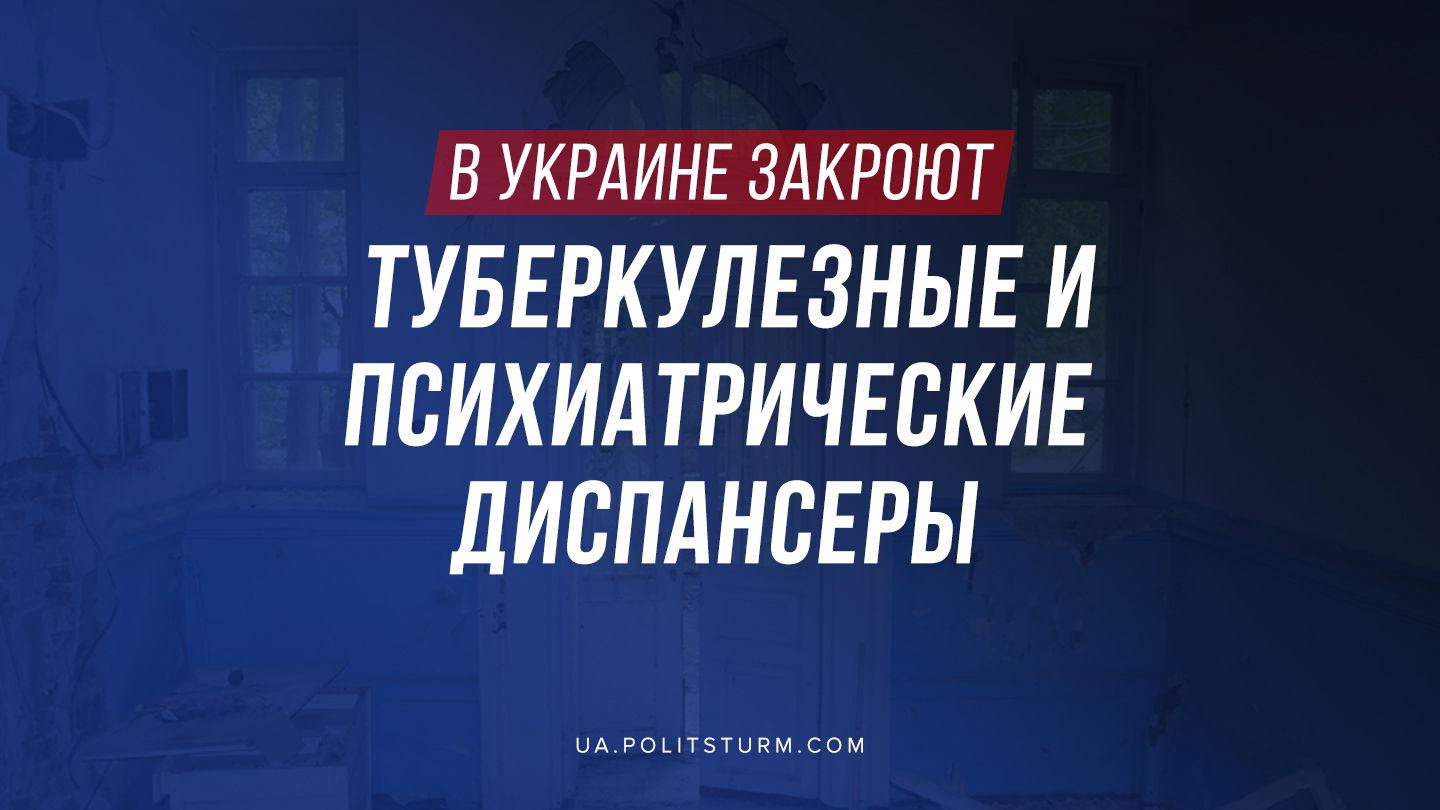 В УКРАИНЕ ЗАКРОЮТ
ТУБЕРКУЛЕЗНЫЕ И
ПСИХИАТРИЧЕСКИЕ
ДИСПАНСЕРЫ
UA.POLITSTURM.COM